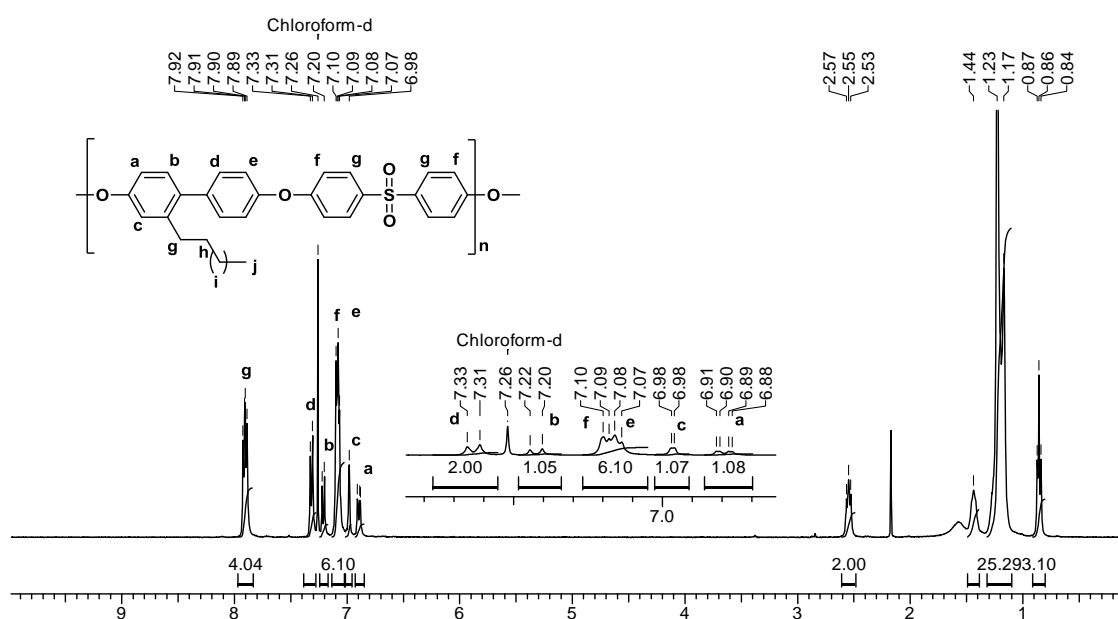 Chloroform-d
7.92 7.91 7.90 7.89 7.33 7.31 7.26 7.20 7.10 7.09 7.08 7.07 6.98
2.57 2.55 2.53
1.44 1.23 1.17
0.87 0.86 0.84
a b d e f g O g f
O O S O
c O n
g h j
i
f e
g d b c a
Chloroform-d
7.33 7.31 7.26 7.22 7.20 7.10 7.09 7.08 7.07 6.98 6.98 6.91 6.90 6.89 6.88
d b f e c a
2.00 1.05 6.10 1.07 1.08
7.0
4.04 6.10 2.00 25.29 3.10
9 8 7 6 5 4 3 2 1